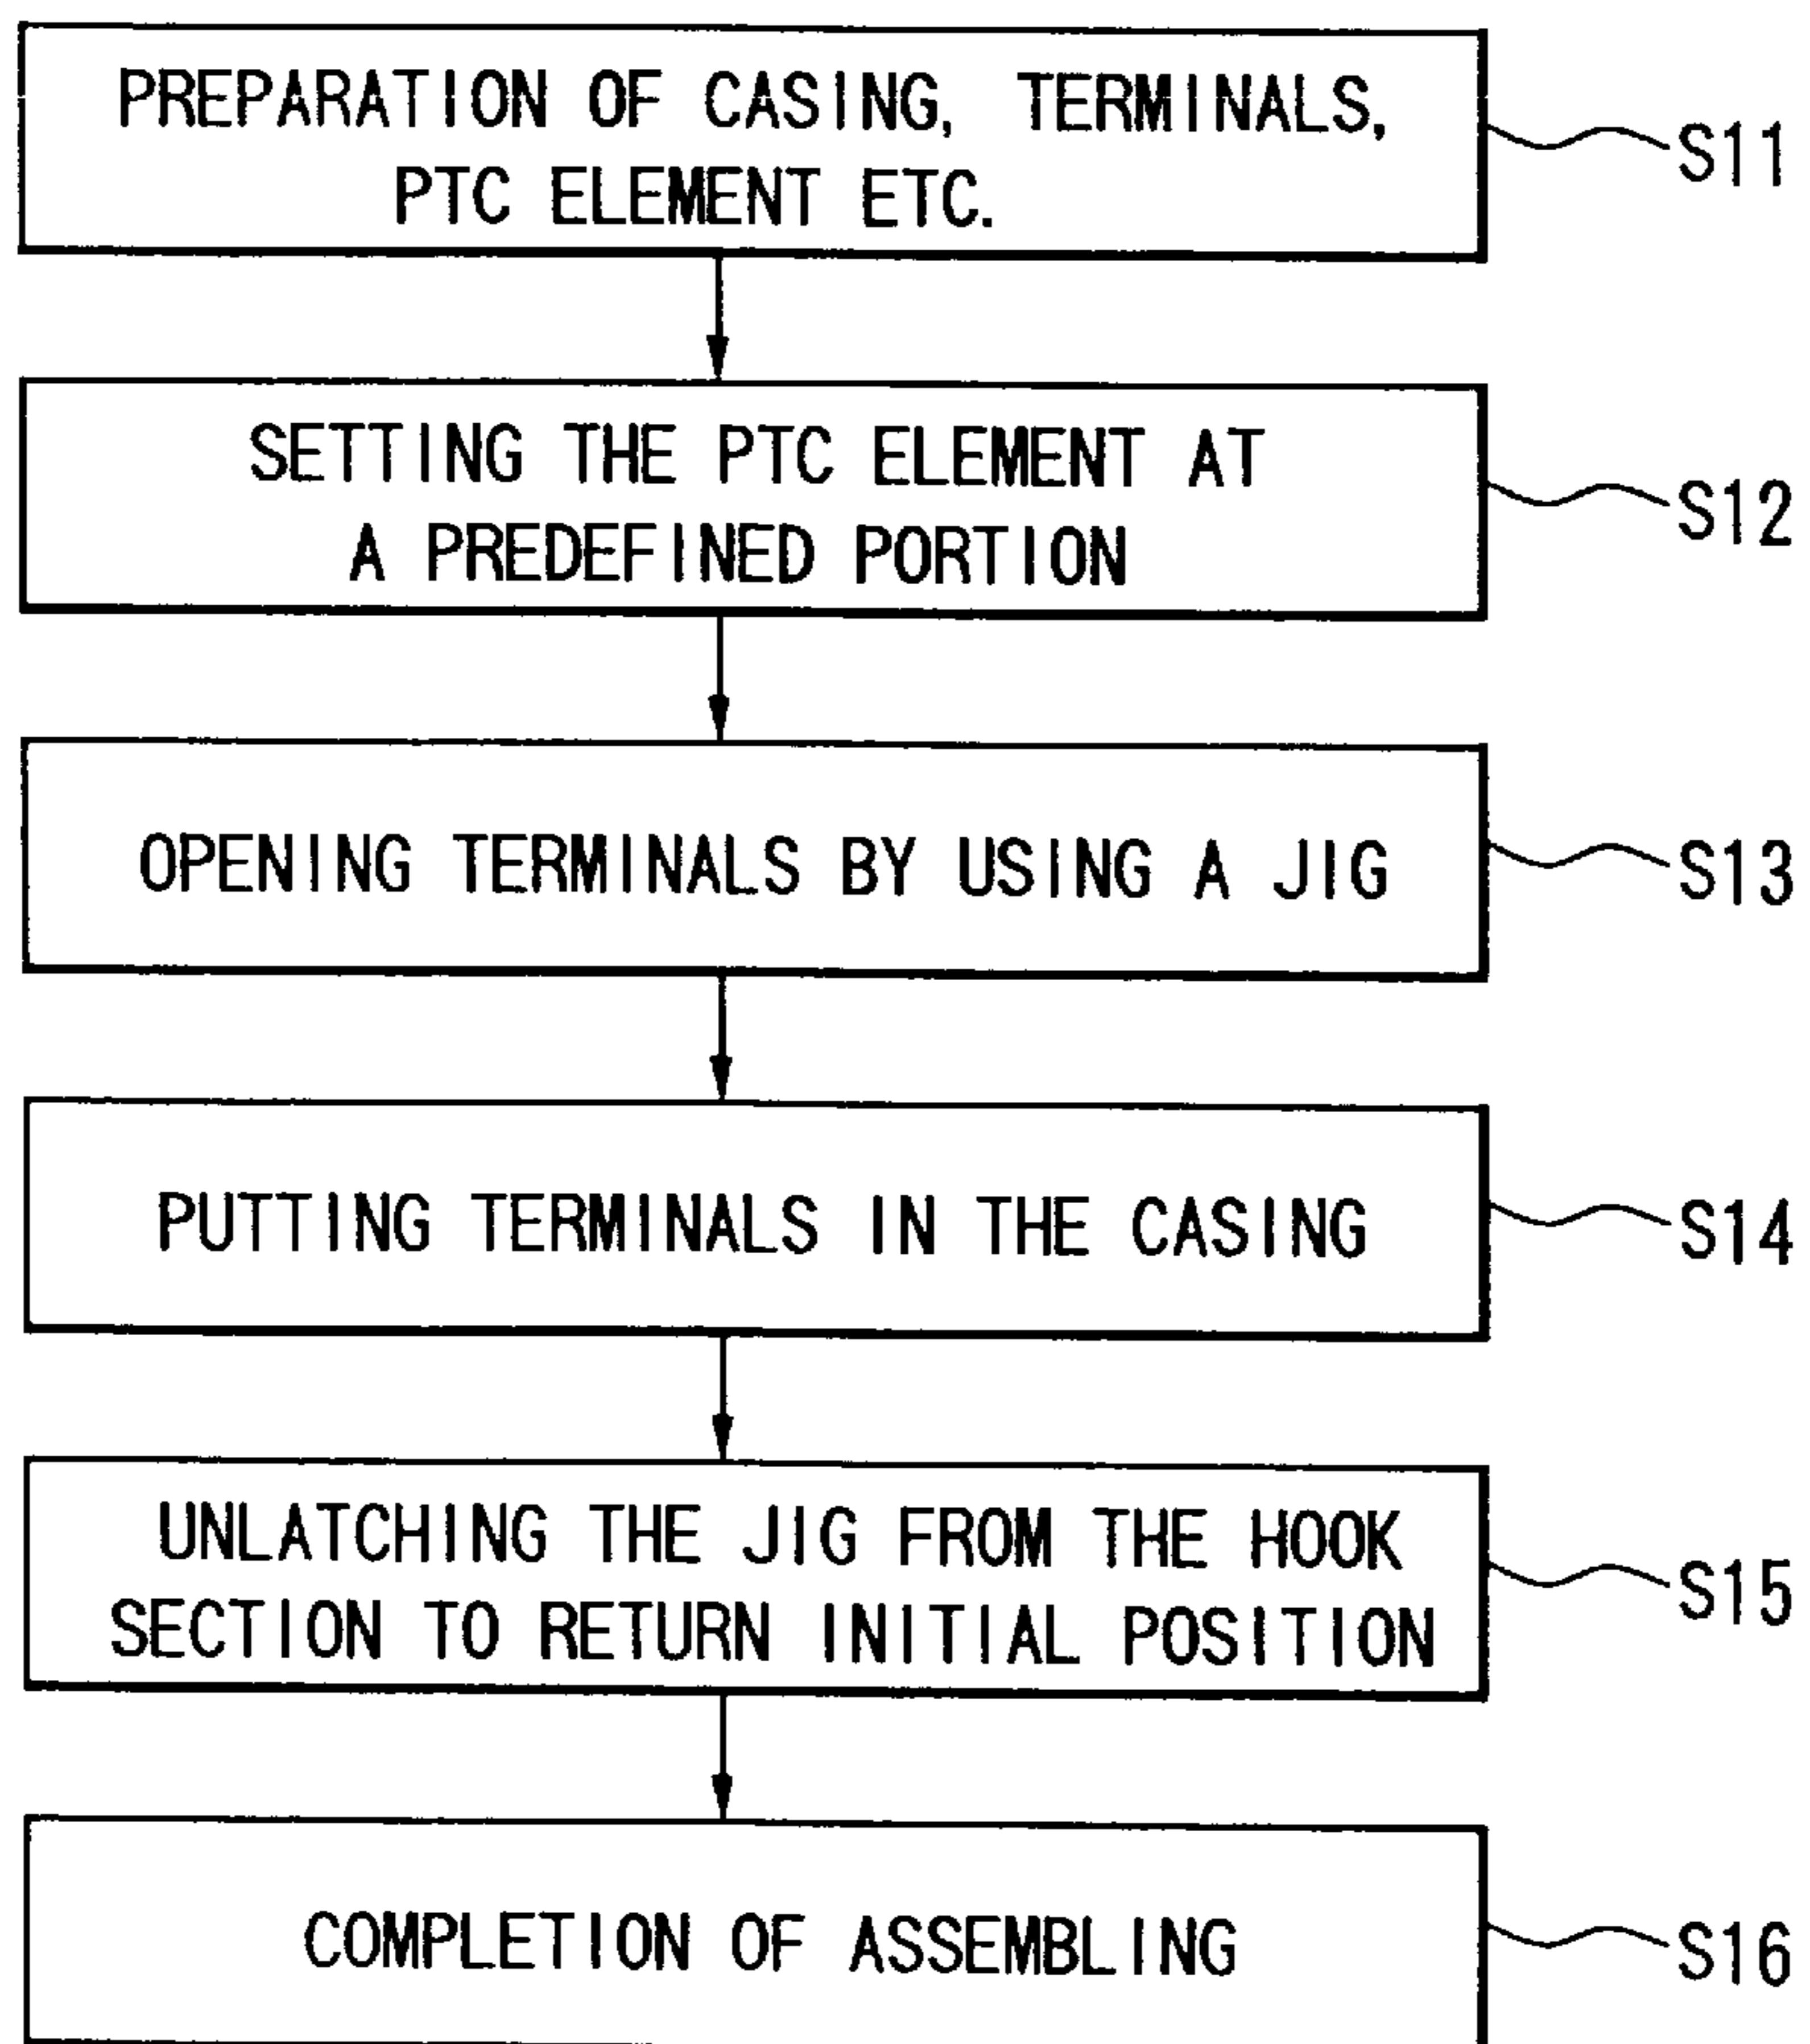 PREPARATION OF CASING, TERMINALS,
PTC ELEMENT ETC.
S11
SETTING THE PTC ELEMENT AT
A PREDEFINED PORTION
S12
OPENING TERMINALS BY USING A JIG
S13
PUTTING TERMINALS IN THE CASING
S14
UNLATCHING THE JIG FROM THE HOOK
SECTION TO RETURN INITIAL POSITION
S15
COMPLETION OF ASSEMBLING
S16